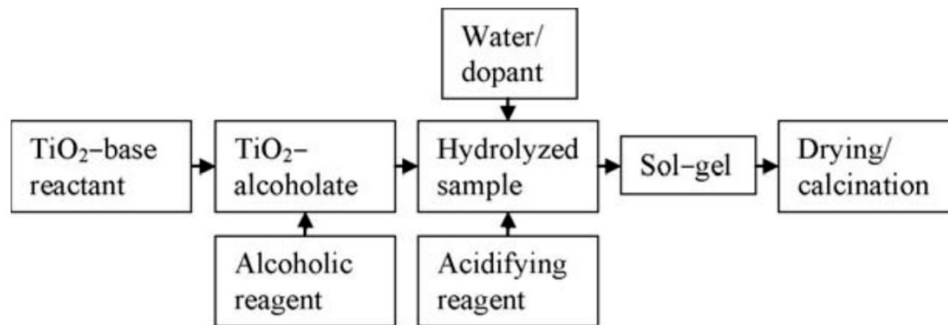 Water/
dopant
TiO₂–base
reactant
TiO₂–
alcoholate
Hydrolyzed
sample
Sol–gel
Drying/
calcination
Alcoholic
reagent
Acidifying
reagent